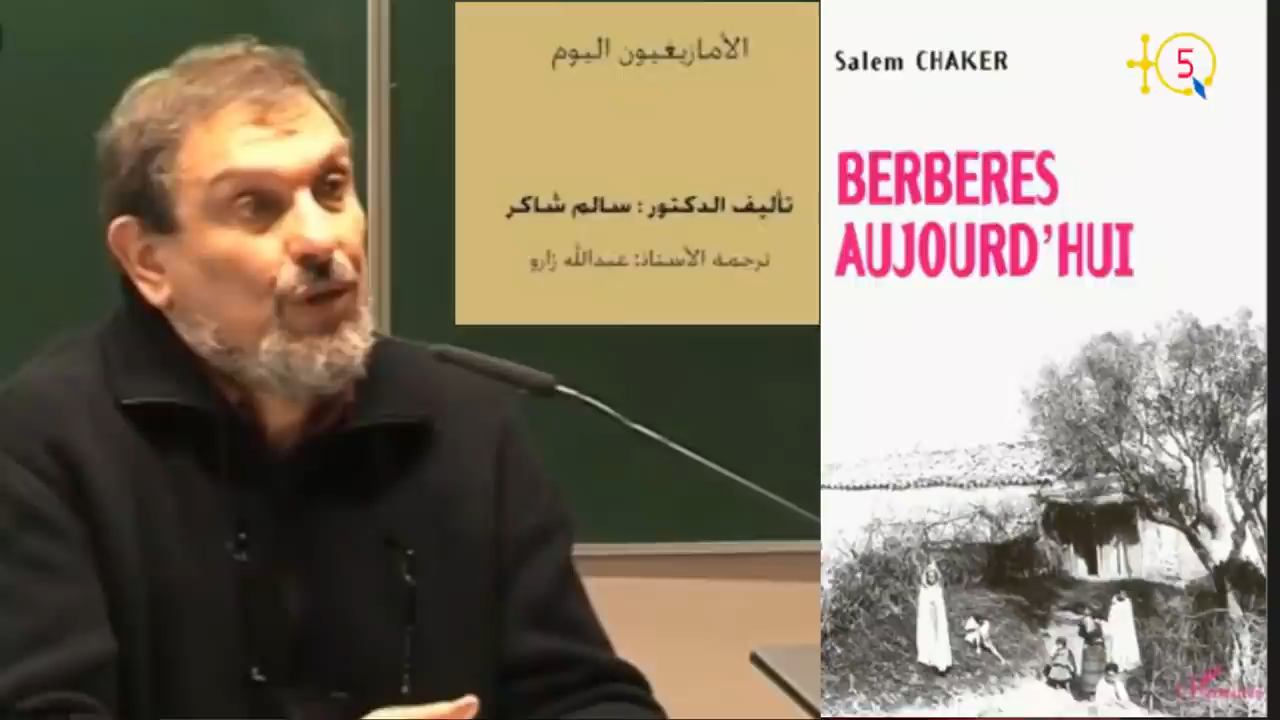 الأمازيغيون اليوم
تأليف الدكتور : سالم شاكر
ترجمة الأستاذ: عبدالله زارو
Salem CHAKER
5
BERBERES
AUJOURD'HUI